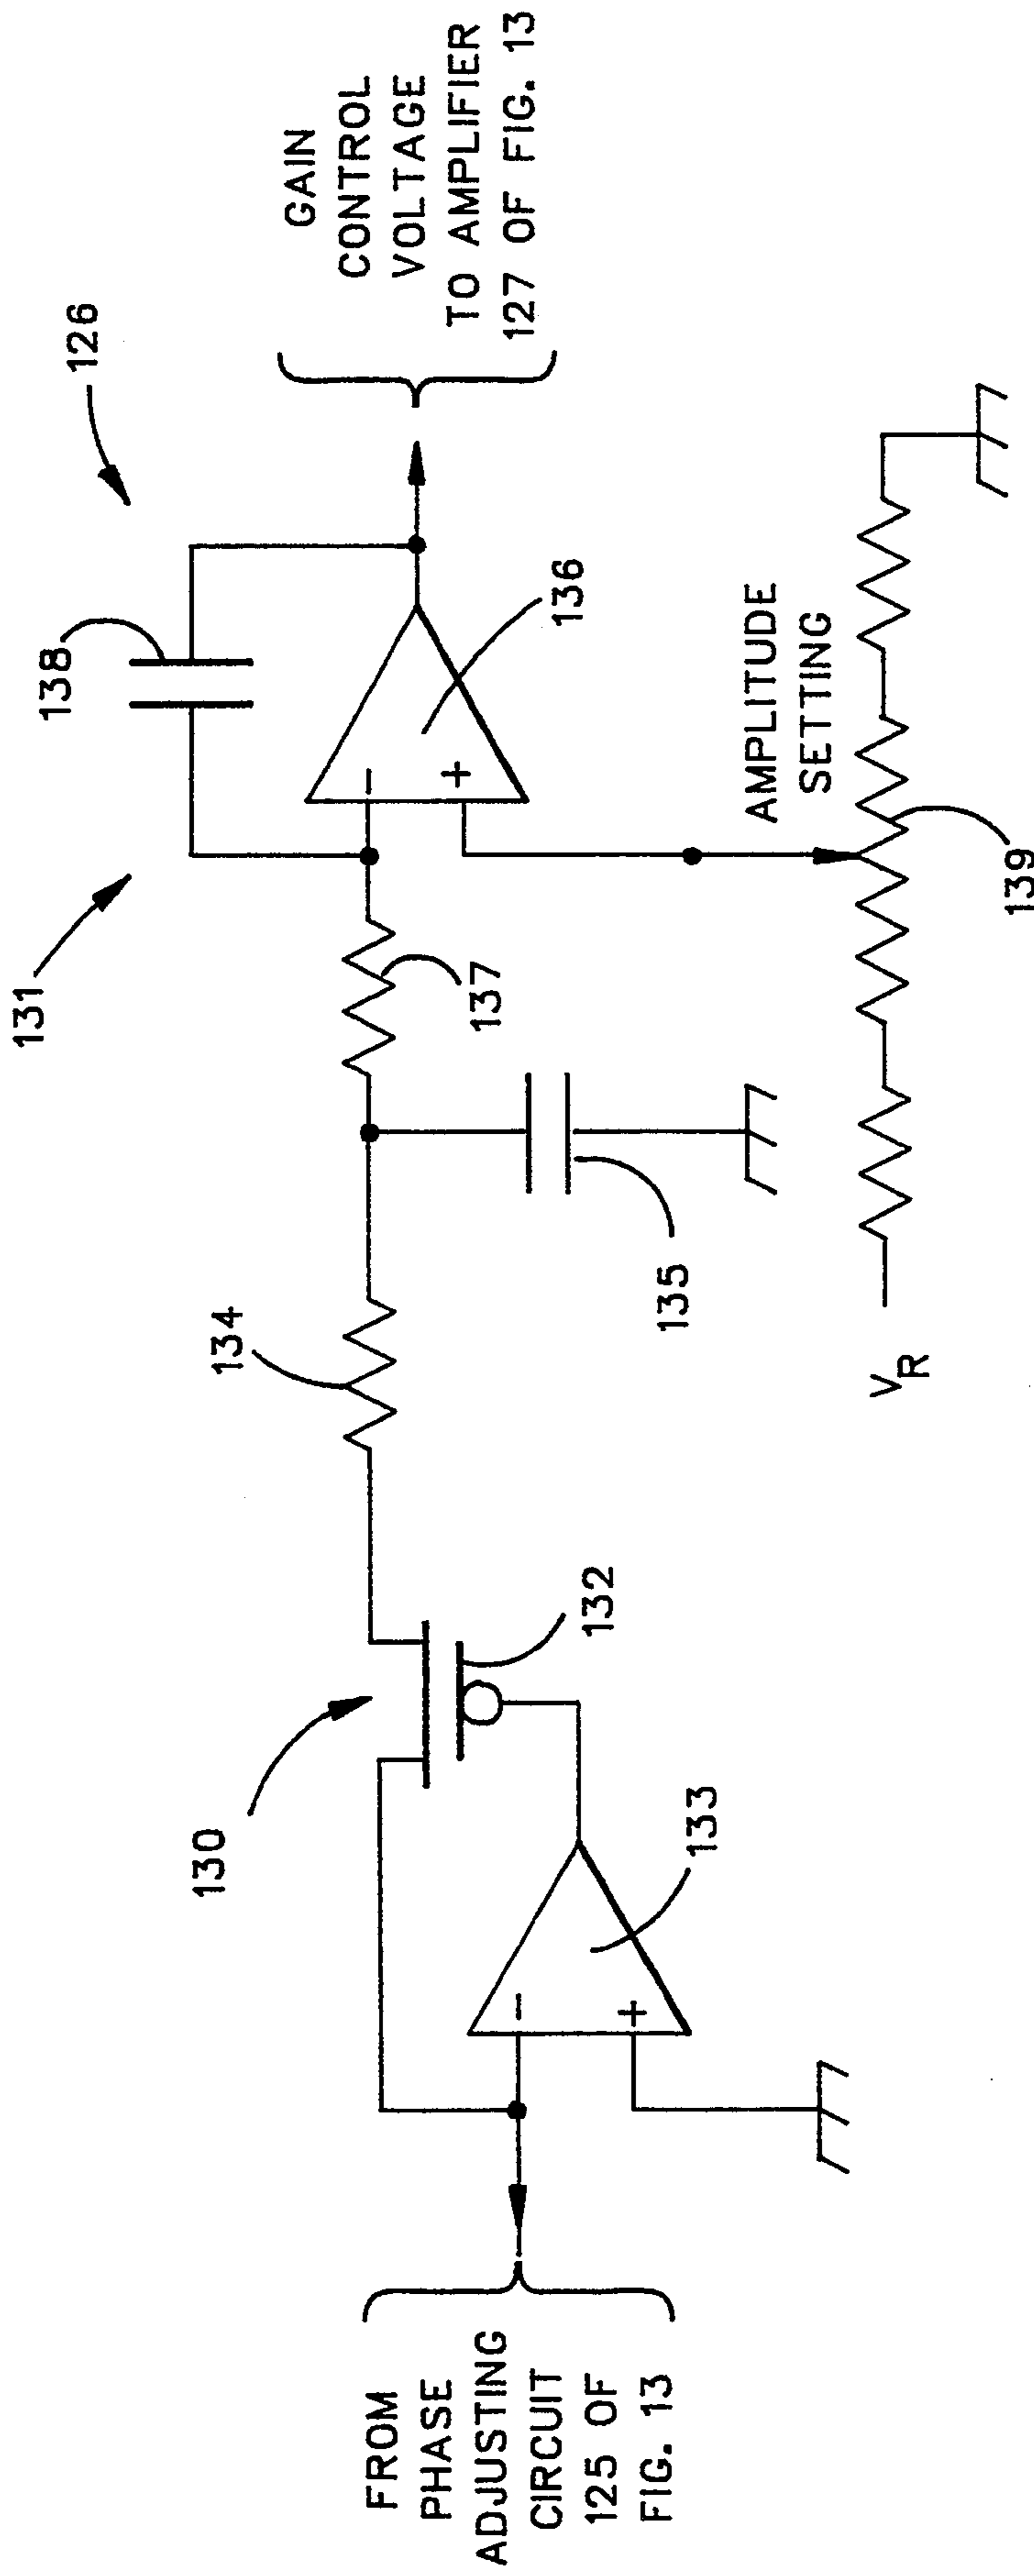 131
138
126
GAIN
CONTROL
VOLTAGE
TO AMPLIFIER
127 OF FIG. 13
130
134
137
−
+
136
132
135
AMPLITUDE
SETTING
139
FROM
PHASE
ADJUSTING
CIRCUIT
125 OF
FIG. 13
−
+
133
VR